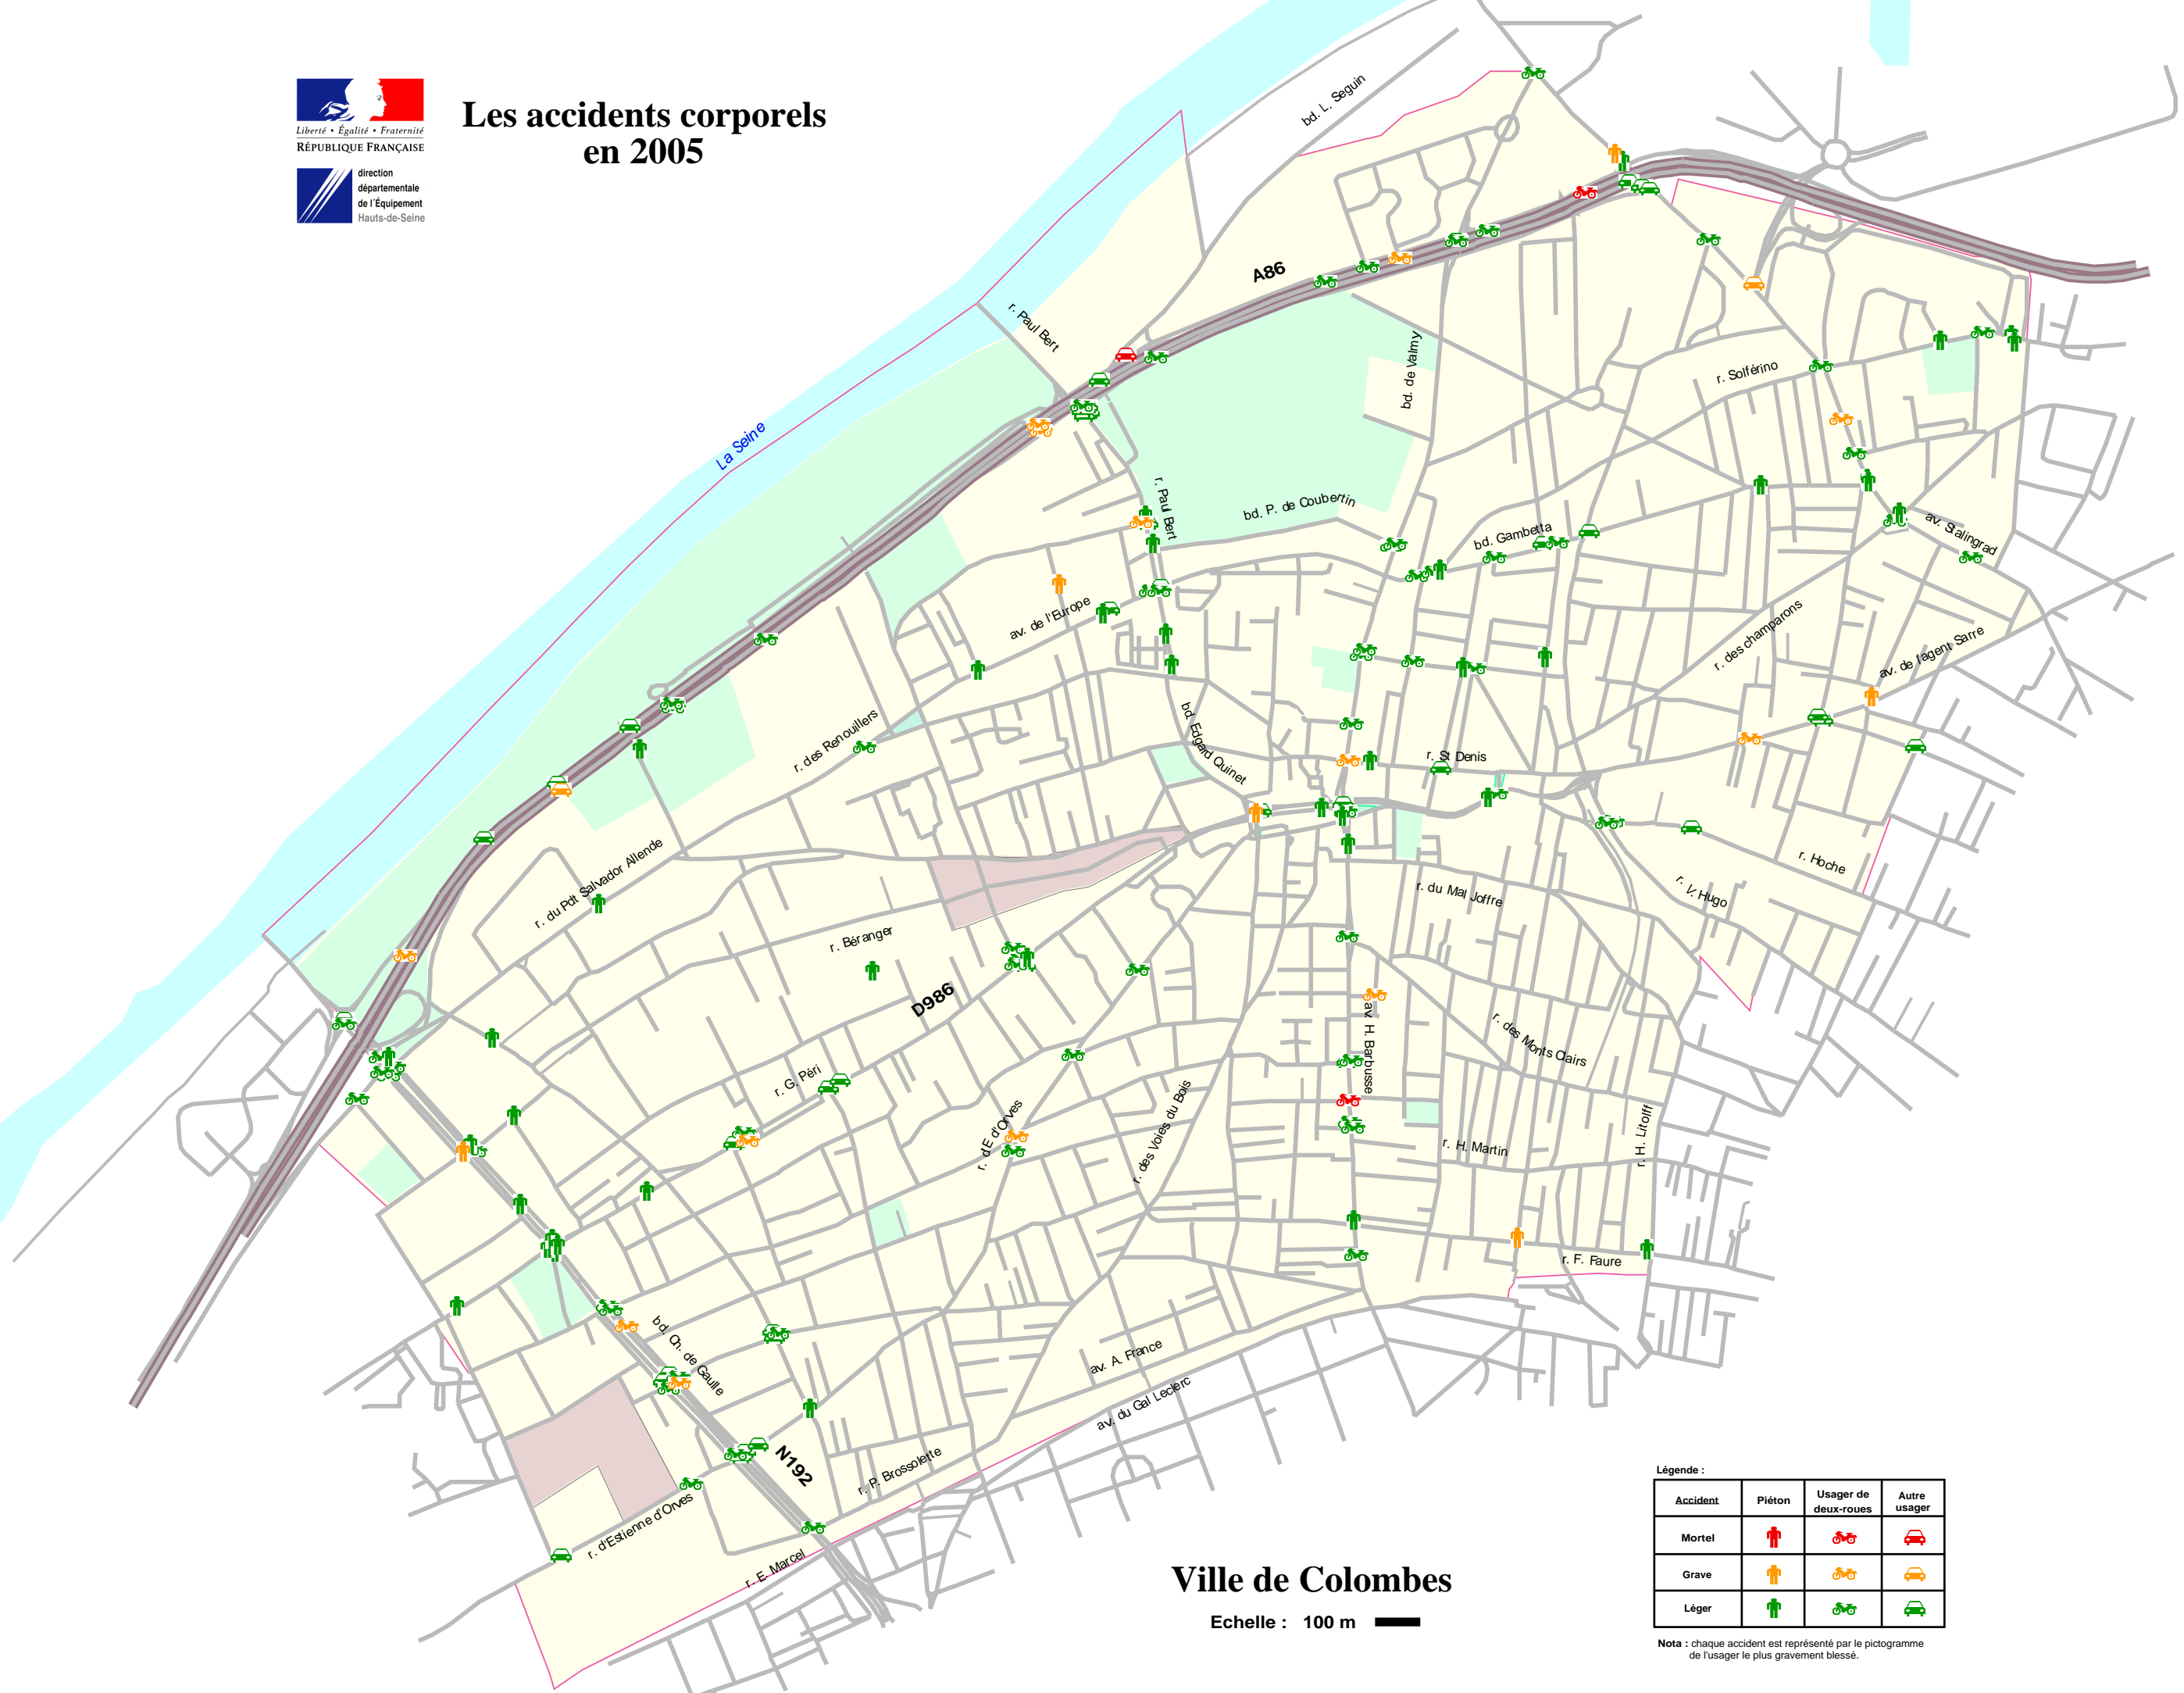 Liberté • Égalité • Fraternité
RÉPUBLIQUE FRANÇAISE
direction
départementale
de l'Équipement
Hauts-de-Seine
Les accidents corporels
en 2005
bd. L. Seguin
A86
r. Paul Bert
La Seine
bd. de Valmy
r. Solférino
r. Paul Bert
bd. P. de Coubertin
bd. Gambetta
av. Stalingrad
av. de l'Europe
r. des champarons
av. de l'agent Sarre
r. des Renouillers
bd. Edgard Quinet
r. St Denis
r. du Pdt Salvador Allende
r. Hoche
r. V. Hugo
r. du Mal Joffre
r. Béranger
D986
av. H. Barbusse
r. des Monts Clairs
r. G. Péri
r. d'E d'Orves
r. des Voies du Bois
r. H. Martin
r. H. Litolff
r. F. Faure
bd. Ch. de Gaulle
av. A. France
av. du Gal Leclerc
N192
r. P. Brossolette
r. d'Estienne d'Orves
r. E. Marcel
Ville de Colombes
Echelle : 100 m
Légende :
Accident Piéton Usager de deux-roues Autre usager
Mortel
Grave
Léger
Nota : chaque accident est représenté par le pictogramme
de l'usager le plus gravement blessé.